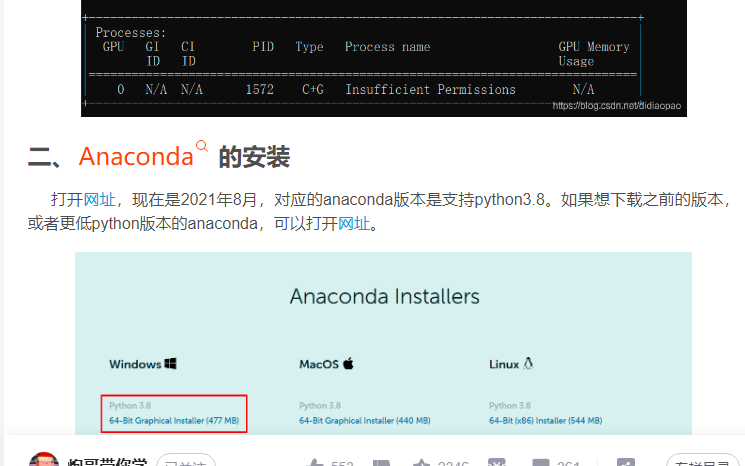 Processes:
GPU GI CI PID Type Process name GPU Memory
ID ID Usage
0 N/A N/A 1572 C+G Insufficient Permissions N/A
https://blog.csdn.net/didiaopao
二、Anaconda 的安装
打开网址，现在是2021年8月，对应的anaconda版本是支持python3.8。如果想下载之前的版本，
或者更低python版本的anaconda，可以打开网址。
Anaconda Installers
Windows MacOS Linux
Python 3.8 Python 3.8 Python 3.8
64-Bit Graphical Installer (477 MB) 64-Bit Graphical Installer (440 MB) 64-Bit (x86) Installer (544 MB)
炮哥带你学 已关注 553 2346 361